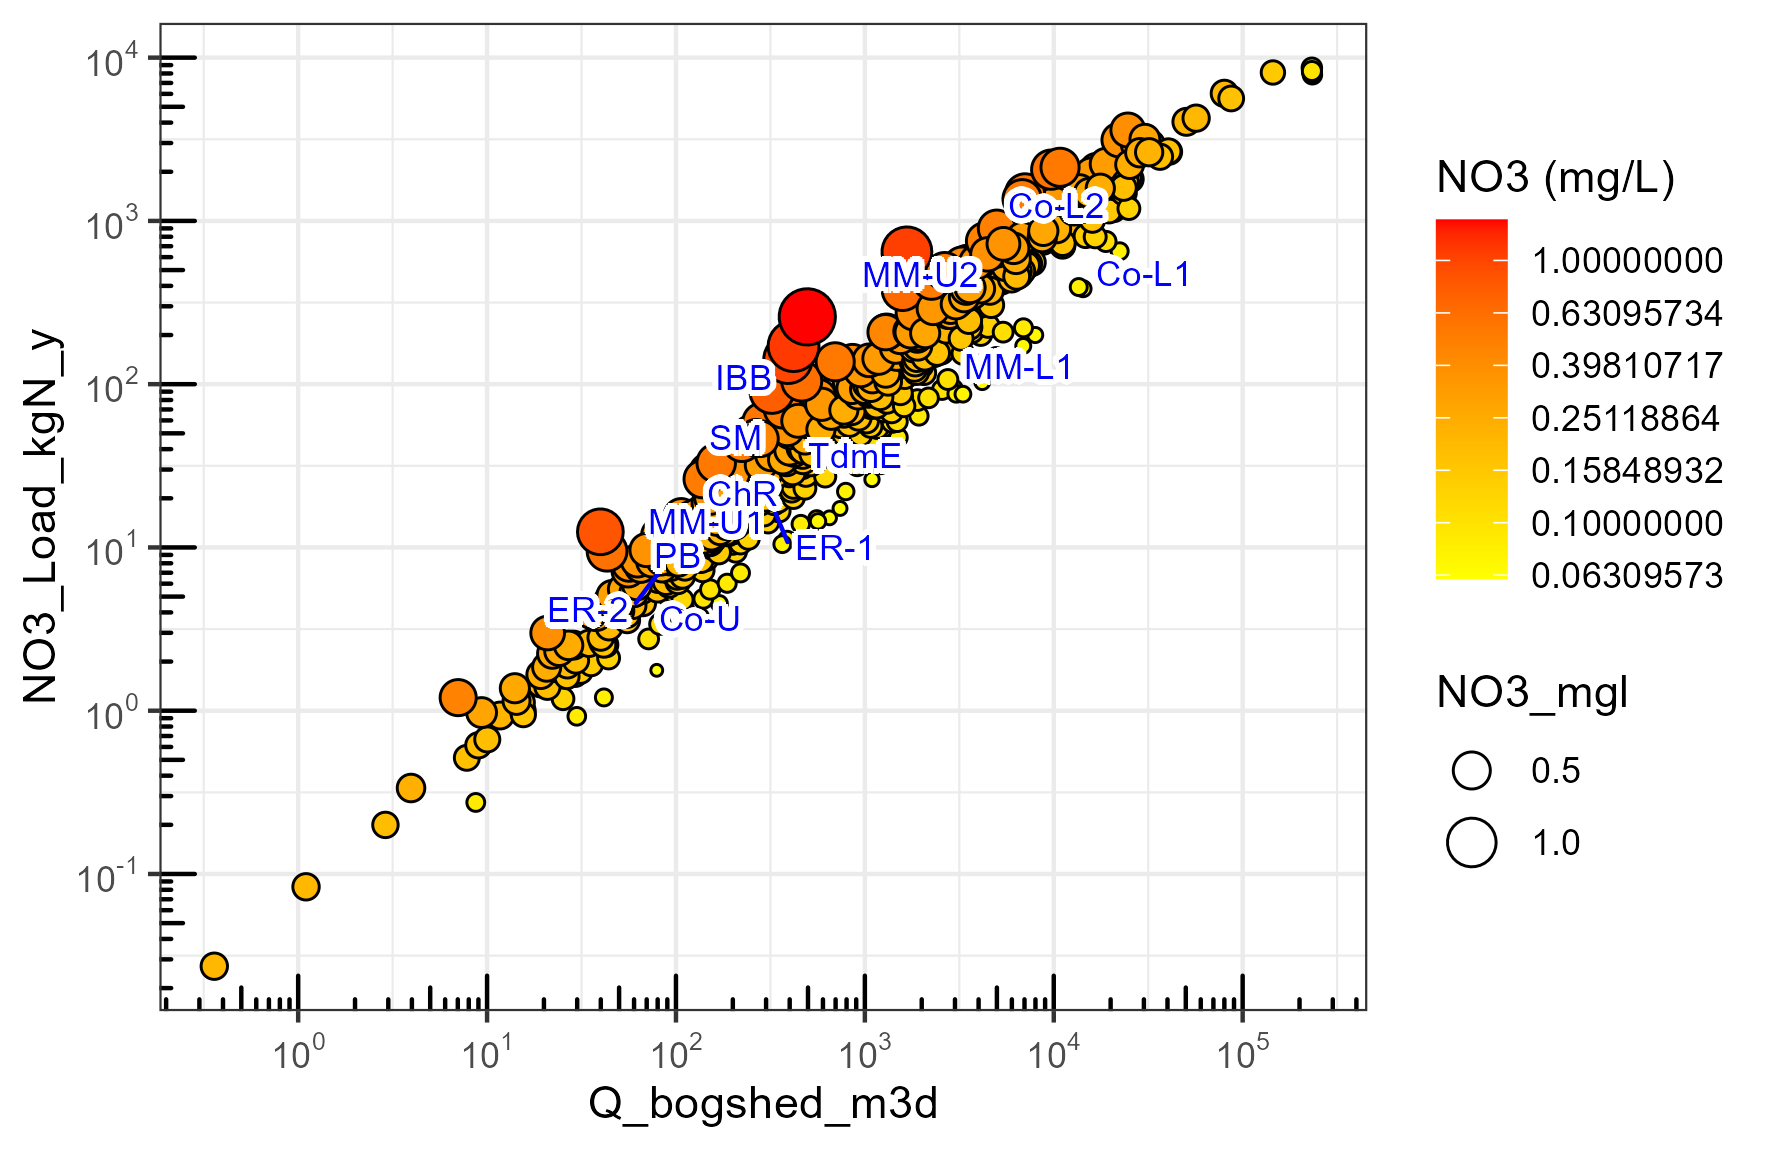 NO3_Load_kgN_y
10^4
10^3
10^2
10^1
10^0
10^-1
Co-L2
MM-U2
Co-L1
IBB
MM-L1
SM
TdmE
ChR
MM-U1
ER-1
PB
ER-2
Co-U
10^0 10^1 10^2 10^3 10^4 10^5
Q_bogshed_m3d
NO3 (mg/L)
1.00000000
0.63095734
0.39810717
0.25118864
0.15848932
0.10000000
0.06309573
NO3_mgl
0.5
1.0